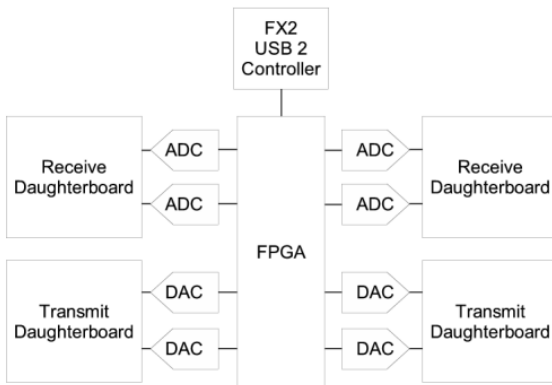 FX2
USB 2
Controller
Receive
Daughterboard
ADC
ADC
ADC
ADC
Receive
Daughterboard
FPGA
Transmit
Daughterboard
DAC
DAC
DAC
DAC
Transmit
Daughterboard